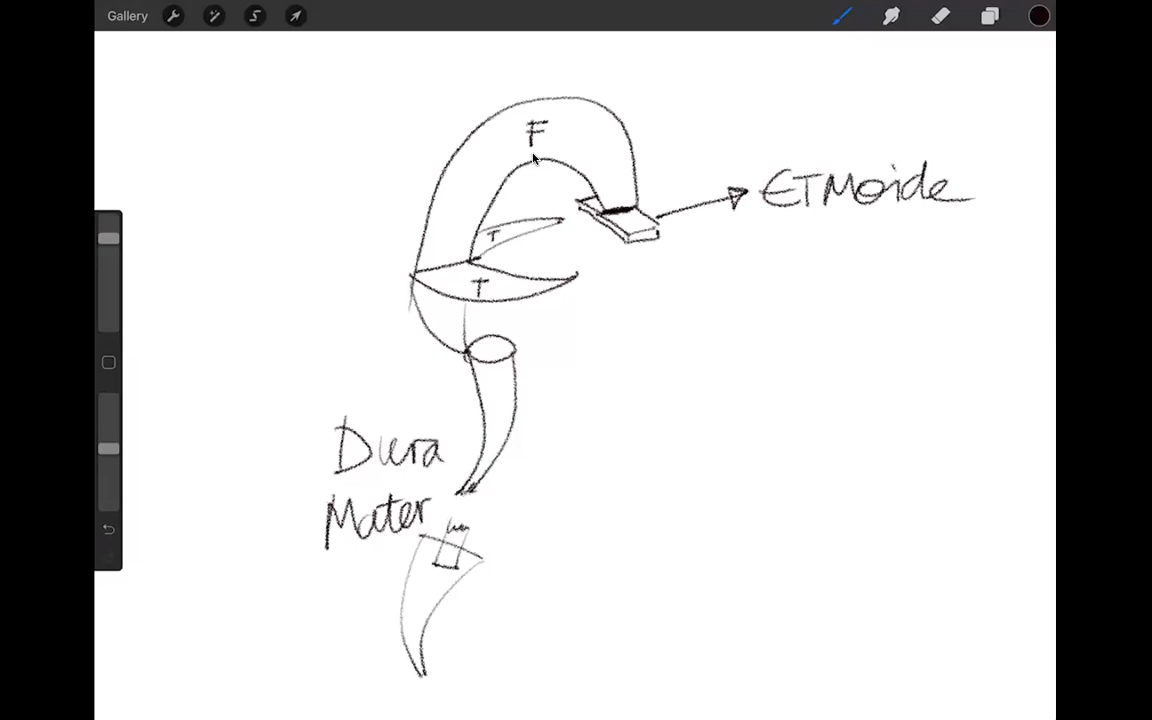 Gallery
F
ETMoide
T
T
Dura
Mater